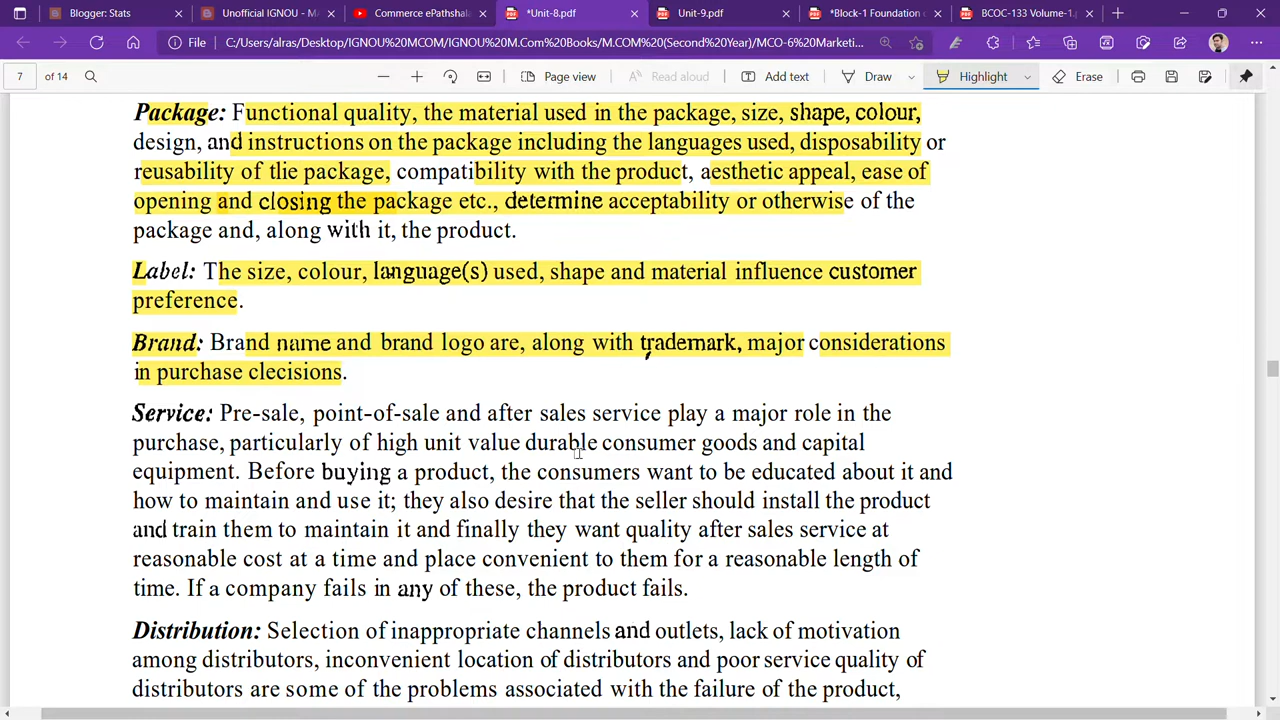 Blogger: Stats
Unofficial IGNOU - M
Commerce ePathshal
*Unit-8.pdf
Unit-9.pdf
*Block-1 Foundation o
BCOC-133 Volume-1.p
File
C:/Users/alras/Desktop/IGNOU%20MCOM/IGNOU%20M.Com%20Books/M.COM%20(Second%20Year)/MCO-6%20Marketi...
7 of 14
Page view
Read aloud
Add text
Draw
Highlight
Erase
Package: Functional quality, the material used in the package, size, shape, colour,
design, and instructions on the package including the languages used, disposability or
reusability of tlie package, compatibility with the product, aesthetic appeal, ease of
opening and closing the package etc., determine acceptability or otherwise of the
package and, along with it, the product.
Label: The size, colour, language(s) used, shape and material influence customer
preference.
Brand: Brand name and brand logo are, along with trademark, major considerations
in purchase clecisions.
Service: Pre-sale, point-of-sale and after sales service play a major role in the
purchase, particularly of high unit value durable consumer goods and capital
equipment. Before buying a product, the consumers want to be educated about it and
how to maintain and use it; they also desire that the seller should install the product
and train them to maintain it and finally they want quality after sales service at
reasonable cost at a time and place convenient to them for a reasonable length of
time. If a company fails in any of these, the product fails.
Distribution: Selection of inappropriate channels and outlets, lack of motivation
among distributors, inconvenient location of distributors and poor service quality of
distributors are some of the problems associated with the failure of the product,